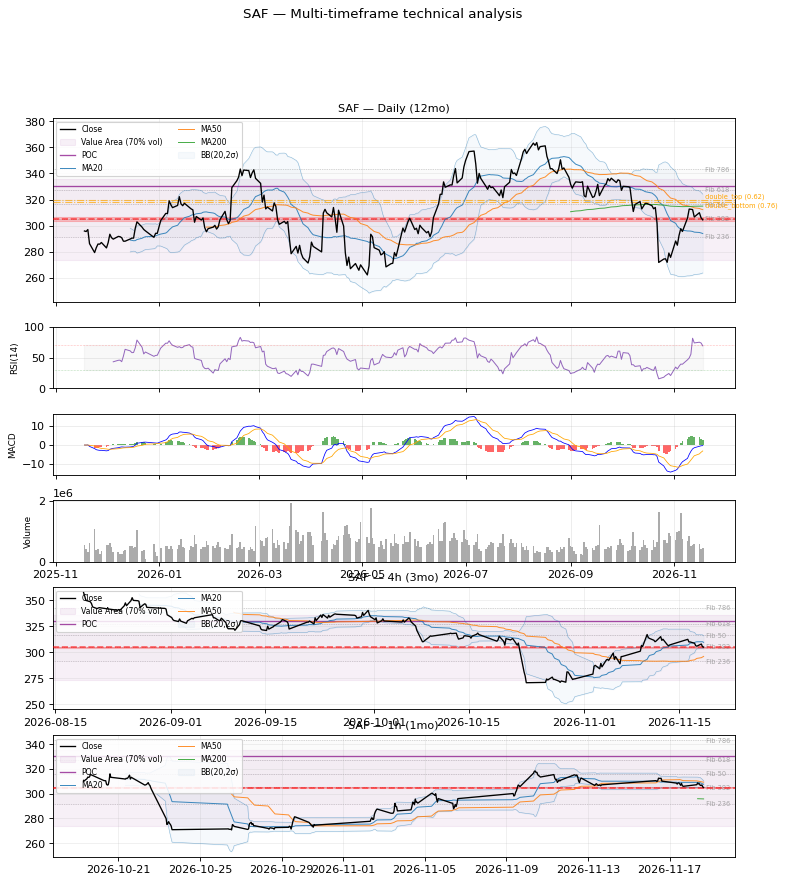 SAF — Multi-timeframe technical analysis
SAF — Daily (12mo)
Close
Value Area (70% vol)
POC
MA20
MA50
MA200
BB(20,2σ)
380
360
340
320
300
280
260
Fib 786
Fib 618
double_top (0.62)
double_bottom (0.76)
Fib 236
RSI(14)
100
50
0
MACD
10
0
−10
Volume
1e6
2
0
2025-11
2026-01
2026-03
2026-05
2026-07
2026-09
2026-11
SAF — 4h (3mo)
Close
Value Area (70% vol)
POC
MA20
MA50
BB(20,2σ)
350
325
300
275
250
Fib 786
Fib 618
Fib 50
Fib 236
2026-08-15
2026-09-01
2026-09-15
2026-10-01
2026-10-15
2026-11-01
2026-11-15
SAF — 1h (1mo)
Close
Value Area (70% vol)
POC
MA20
MA50
MA200
BB(20,2σ)
340
320
300
280
260
Fib 786
Fib 618
Fib 50
Fib 236
2026-10-21
2026-10-25
2026-10-29
2026-11-01
2026-11-05
2026-11-09
2026-11-13
2026-11-17